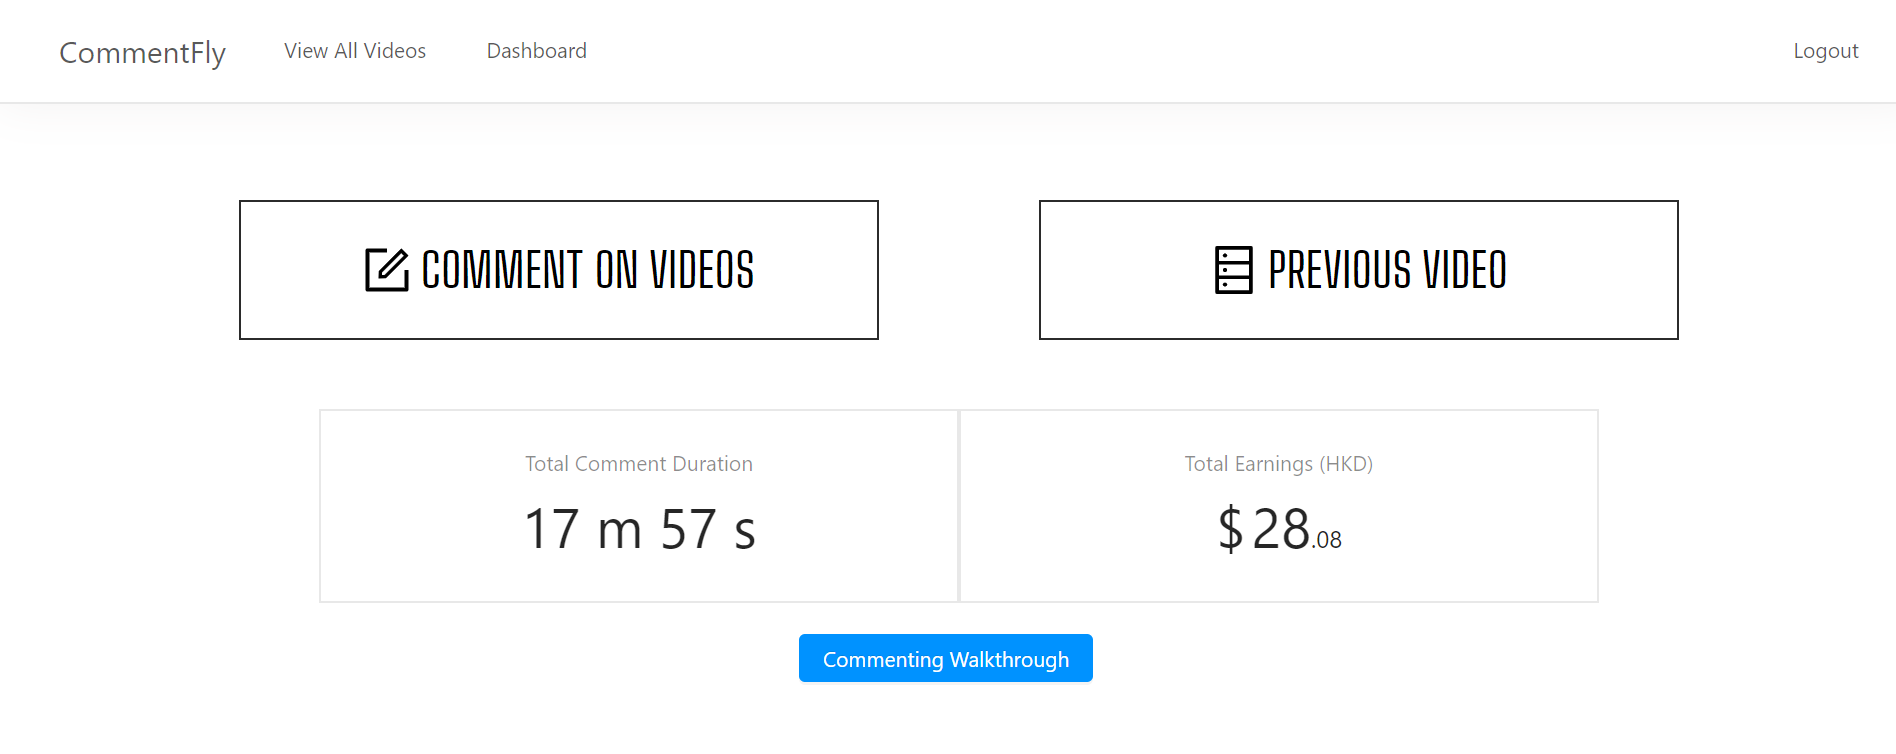 CommentFly View All Videos Dashboard Logout
COMMENT ON VIDEOS
PREVIOUS VIDEO
Total Comment Duration
17 m 57 s
Total Earnings (HKD)
$ 28.08
Commenting Walkthrough